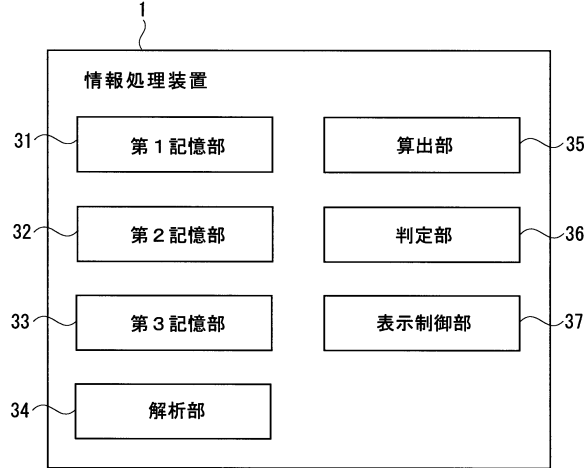 1
情報処理装置
31 第1記憶部 算出部 35
32 第2記憶部 判定部 36
33 第3記憶部 表示制御部 37
34 解析部